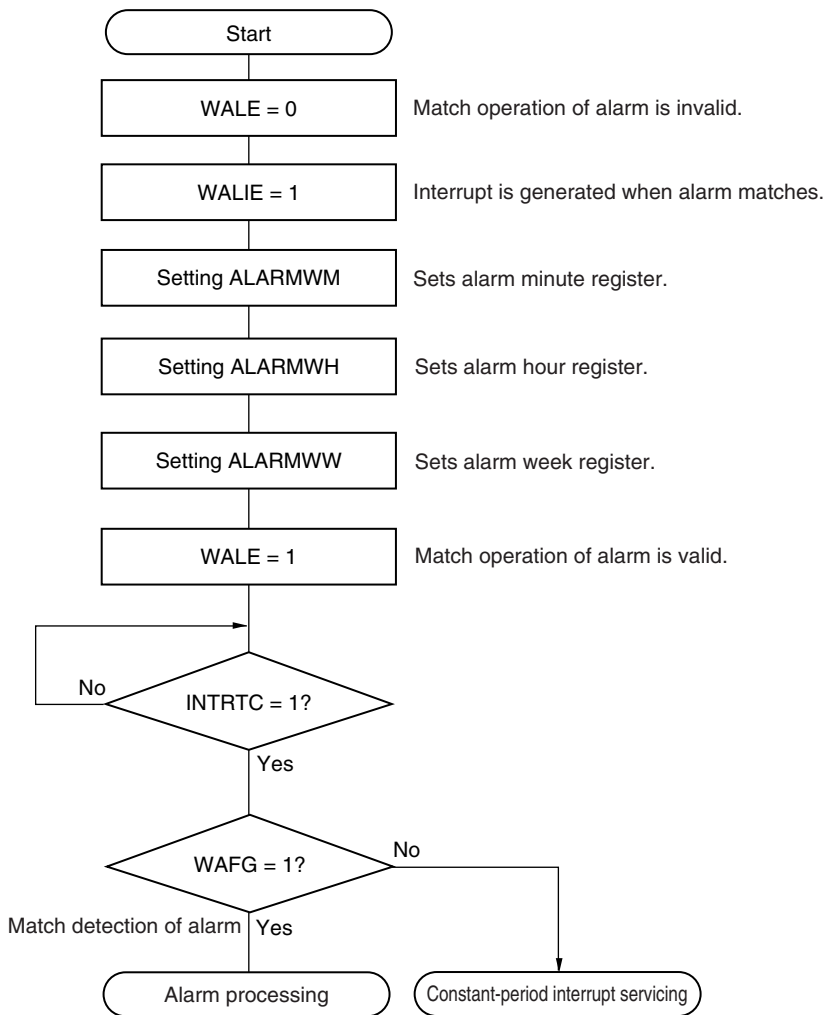 Start
WALE = 0
Match operation of alarm is invalid.
WALIE = 1
Interrupt is generated when alarm matches.
Setting ALARMWM
Sets alarm minute register.
Setting ALARMWH
Sets alarm hour register.
Setting ALARMWW
Sets alarm week register.
WALE = 1
Match operation of alarm is valid.
No
INTRTC = 1?
Yes
WAFG = 1?
No
Match detection of alarm
Yes
Alarm processing
Constant-period interrupt servicing